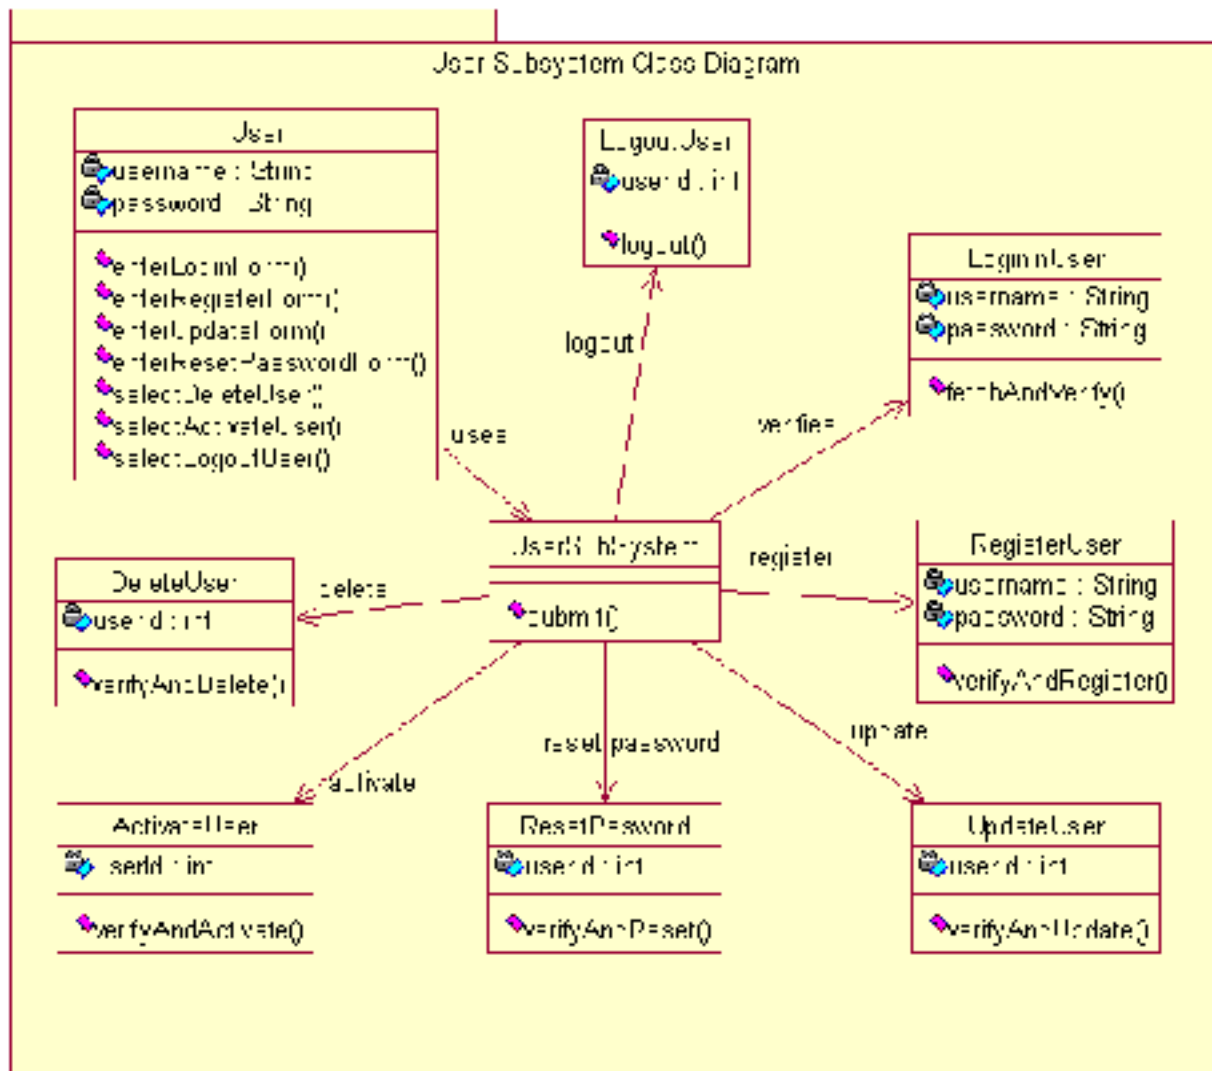 User Subsystem Class Diagram
User
username : String
password : String
enterLoginForm()
enterRegisterForm()
enterUpdateForm()
enterResetPasswordForm()
selectDeleteUser()
selectActivateUser()
selectLogoutUser()
LogoutUser
userId : int
logout()
LoginInUser
username : String
password : String
fetchAndVerify()
logout
verifies
uses
UserSubSystem
submit()
register
RegisterUser
username : String
password : String
verifyAndRegister()
DeleteUser
userId : int
verifyAndDelete()
delete
activate
reset password
update
ActivateUser
userId : int
verifyAndActivate()
ResetPassword
userId : int
verifyAndReset()
UpdateUser
userId : int
verifyAndUpdate()